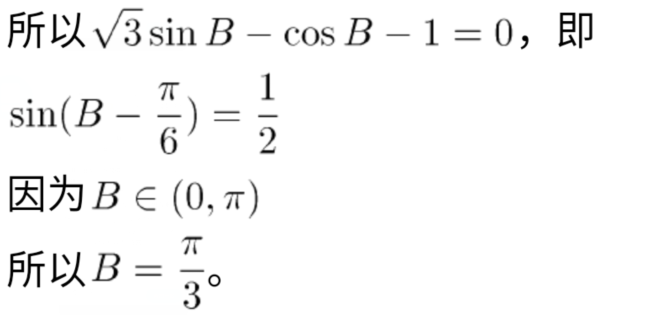 所以√3 sin B − cos B − 1 = 0，即
sin(B − π/6) = 1/2
因为B ∈ (0, π)
所以B = π/3。